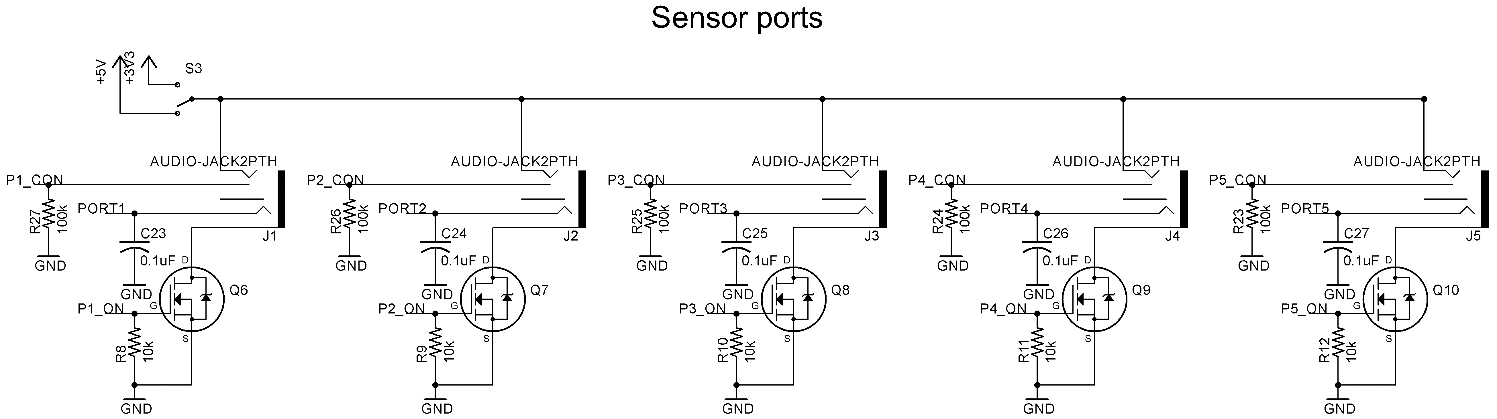 Sensor ports
+5V
+3V3
S3
AUDIO-JACK2PTH AUDIO-JACK2PTH AUDIO-JACK2PTH AUDIO-JACK2PTH AUDIO-JACK2PTH
P1_CON P2_CON P3_CON P4_CON P5_CON
R27 100k R26 100k R25 100k R24 100k R23 100k
PORT1 PORT2 PORT3 PORT4 PORT5
C23 J1 C24 J2 C25 J3 C26 J4 C27 J5
GND 0.1uF D GND 0.1uF D GND 0.1uF D GND 0.1uF D GND 0.1uF D
GND Q6 GND Q7 GND Q8 GND Q9 GND Q10
P1_ON G P2_ON G P3_ON G P4_ON G P5_ON G
S S S S S
R8 10k R9 10k R10 10k R11 10k R12 10k
GND GND GND GND GND